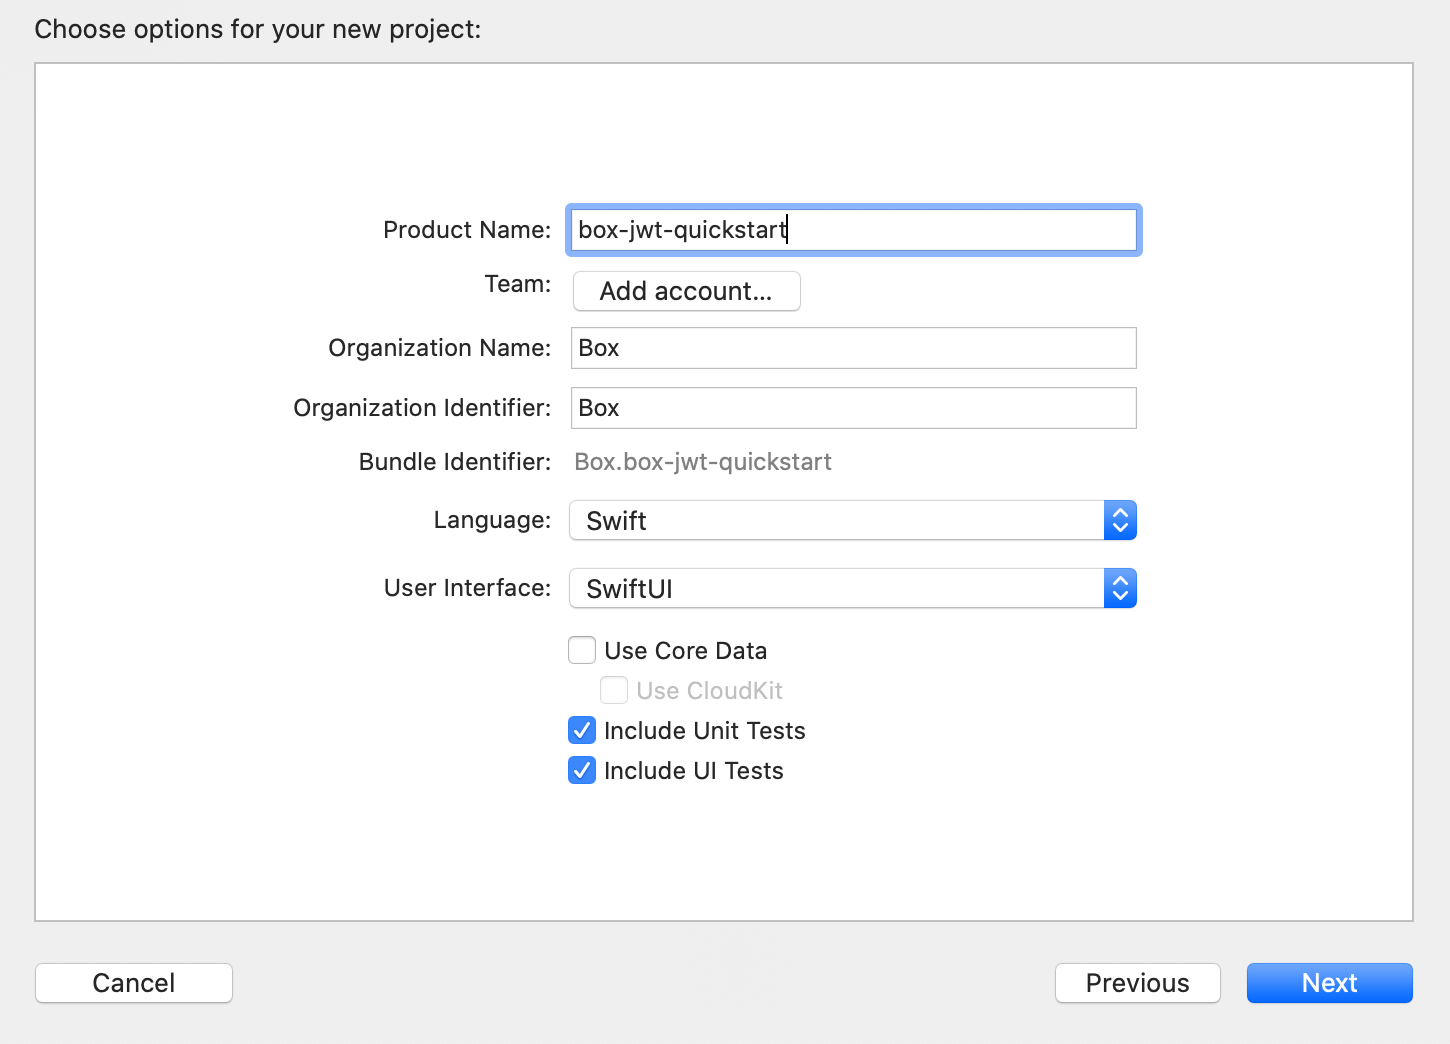 Choose options for your new project:
Product Name: box-jwt-quickstart
Team: Add account...
Organization Name: Box
Organization Identifier: Box
Bundle Identifier: Box.box-jwt-quickstart
Language: Swift
User Interface: SwiftUI
Use Core Data
Use CloudKit
Include Unit Tests
Include UI Tests
Cancel Previous Next